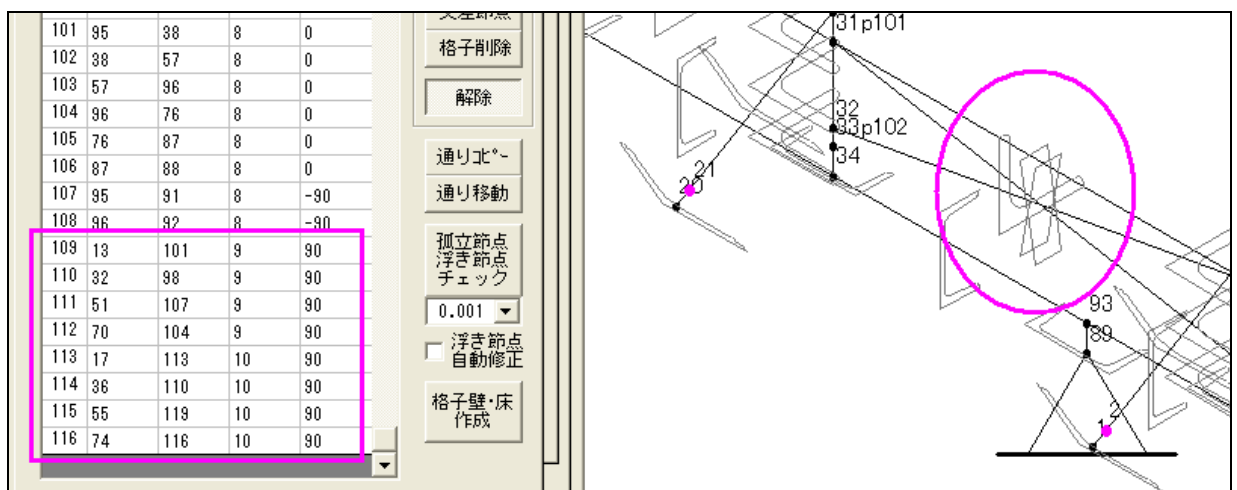 101 95 38 8 0
102 38 57 8 0
103 57 96 8 0
104 96 76 8 0
105 76 87 8 0
106 87 88 8 0
107 95 91 8 -90
108 96 92 8 -90
109 13 101 9 90
110 32 98 9 90
111 51 107 9 90
112 70 104 9 90
113 17 113 10 90
114 36 110 10 90
115 55 119 10 90
116 74 116 10 90
格子削除
解除
通りｺﾋﾟｰ
通り移動
孤立節点
浮き節点
チェック
0.001
浮き節点
自動修正
格子壁･床
作成
31p101
32
33p102
34
21
20
93
89
2
1